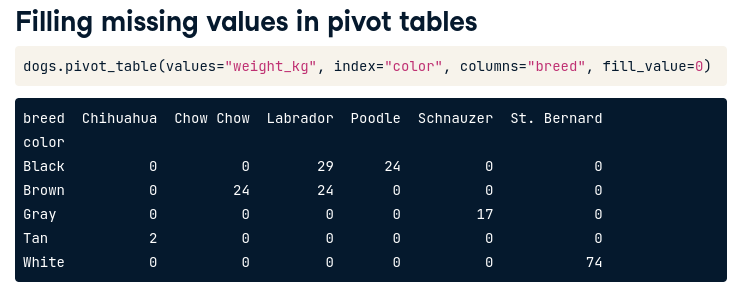 Filling missing values in pivot tables
dogs.pivot_table(values="weight_kg", index="color", columns="breed", fill_value=0)
breed  Chihuahua  Chow Chow  Labrador  Poodle  Schnauzer  St. Bernard
color
Black          0          0        29      24          0            0
Brown          0         24        24       0          0            0
Gray           0          0         0       0         17            0
Tan            2          0         0       0          0            0
White          0          0         0       0          0           74